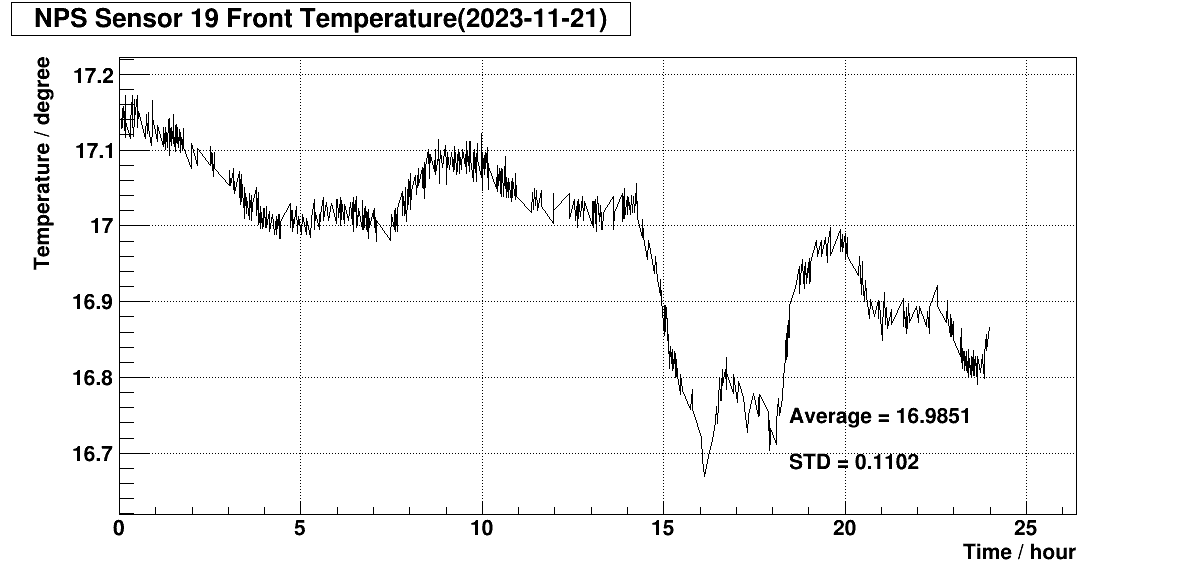 NPS Sensor 19 Front Temperature(2023-11-21)
Temperature / degree
17.2
17.1
17
16.9
16.8
16.7
Average = 16.9851
STD = 0.1102
0 5 10 15 20 25
Time / hour